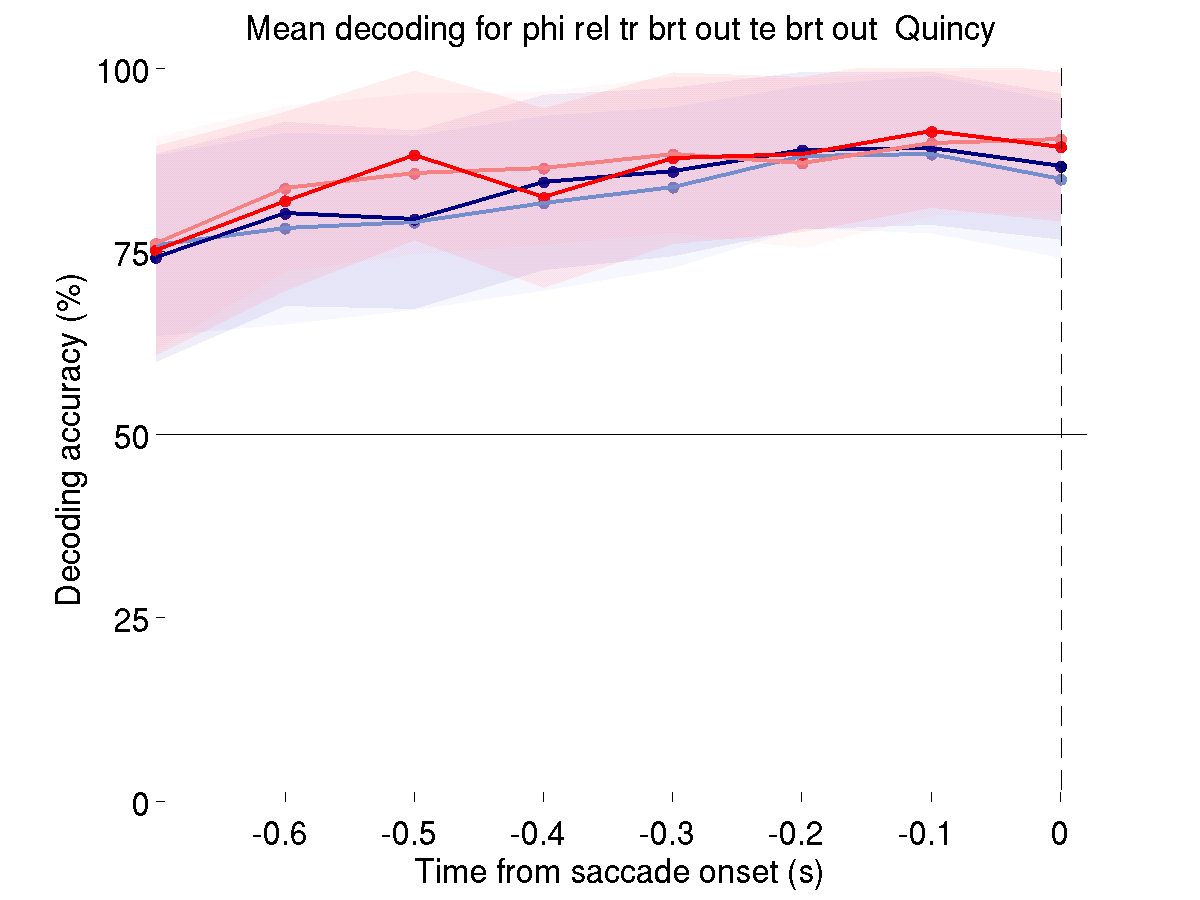 Mean decoding for phi rel tr brt out te brt out  Quincy
100
75
50
25
0
Decoding accuracy (%)
-0.6 -0.5 -0.4 -0.3 -0.2 -0.1 0
Time from saccade onset (s)